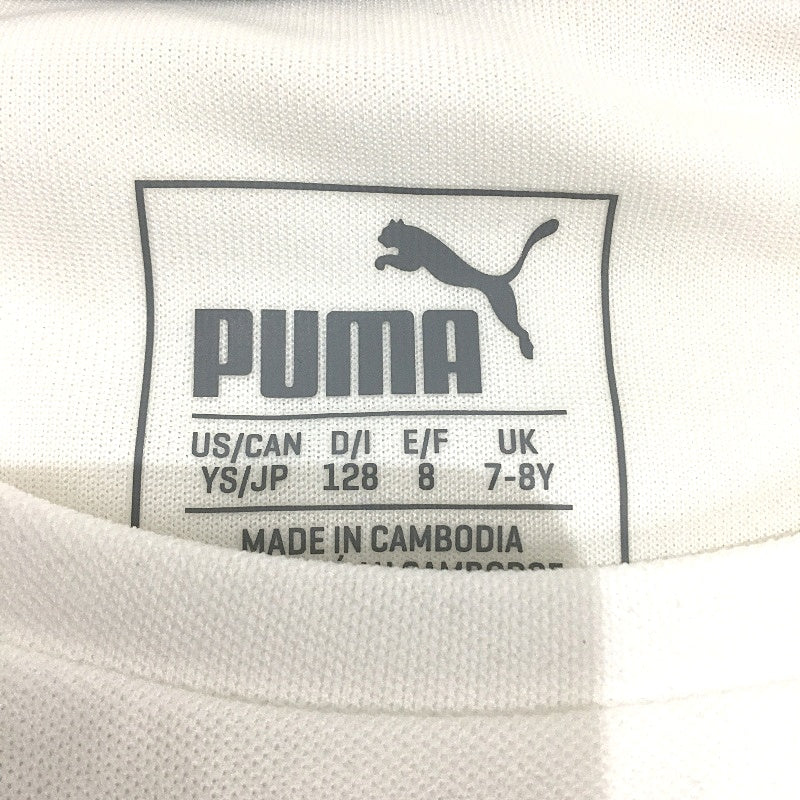 PUMA
US/CAN D/I E/F UK
YS/JP 128 8 7-8Y
MADE IN CAMBODIA